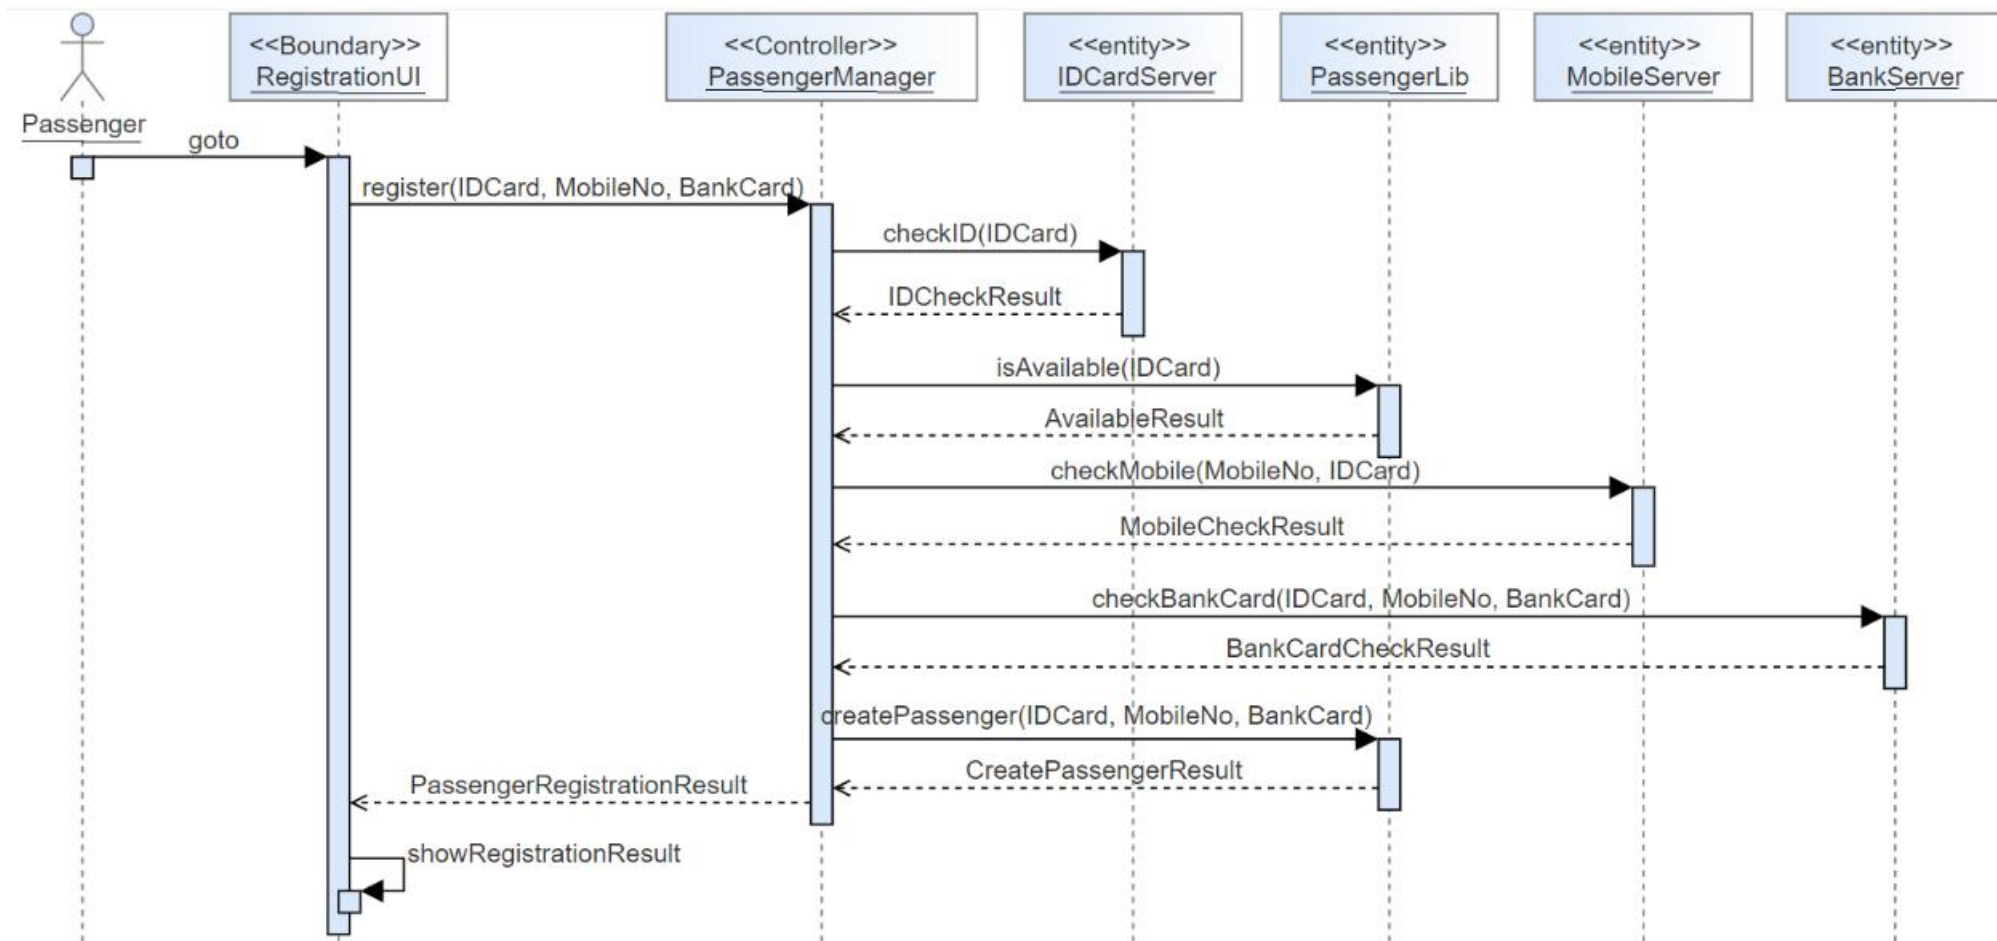 <<Boundary>>
RegistrationUI
<<Controller>>
PassengerManager
<<entity>>
IDCardServer
<<entity>>
PassengerLib
<<entity>>
MobileServer
<<entity>>
BankServer
Passenger
goto
register(IDCard, MobileNo, BankCard)
checkID(IDCard)
IDCheckResult
isAvailable(IDCard)
AvailableResult
checkMobile(MobileNo, IDCard)
MobileCheckResult
checkBankCard(IDCard, MobileNo, BankCard)
BankCardCheckResult
createPassenger(IDCard, MobileNo, BankCard)
CreatePassengerResult
PassengerRegistrationResult
showRegistrationResult